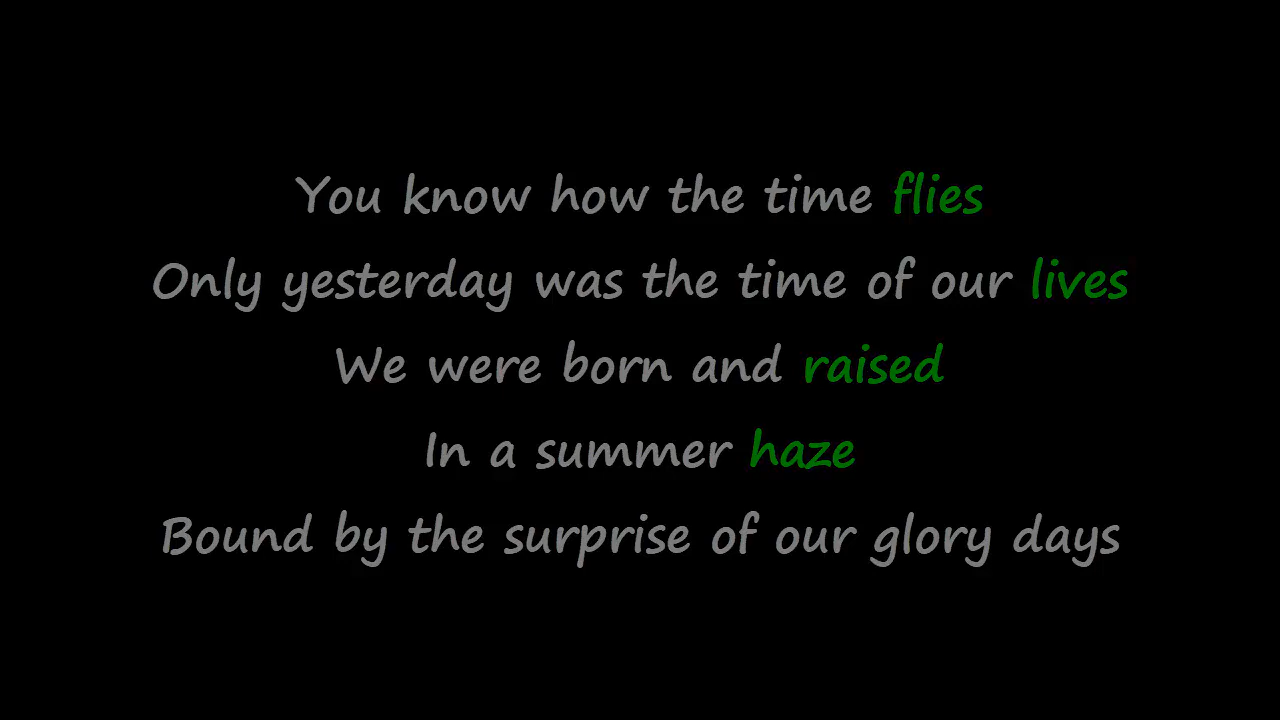 You know how the time flies
Only yesterday was the time of our lives
We were born and raised
In a summer haze
Bound by the surprise of our glory days